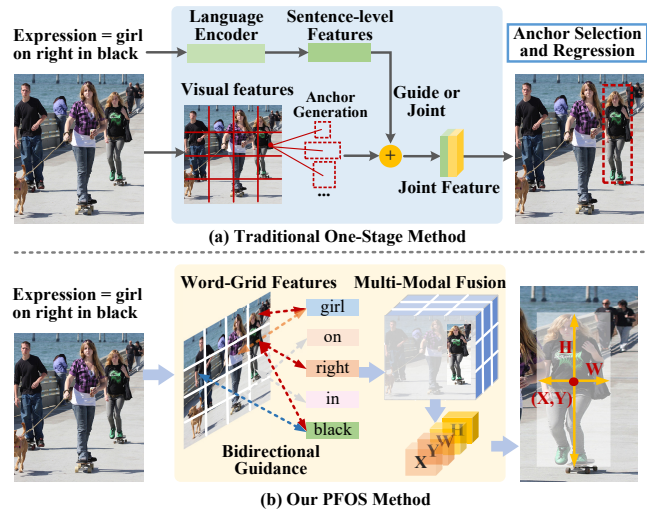 Expression = girl
on right in black
Language
Encoder
Sentence-level
Features
Anchor Selection
and Regression
Visual features
Anchor
Generation
...
Guide or
Joint
+
Joint Feature
(a) Traditional One-Stage Method
Expression = girl
on right in black
Word-Grid Features
girl
on
right
in
black
Bidirectional
Guidance
Multi-Modal Fusion
X
Y
W
H
H
W
(X,Y)
(b) Our PFOS Method